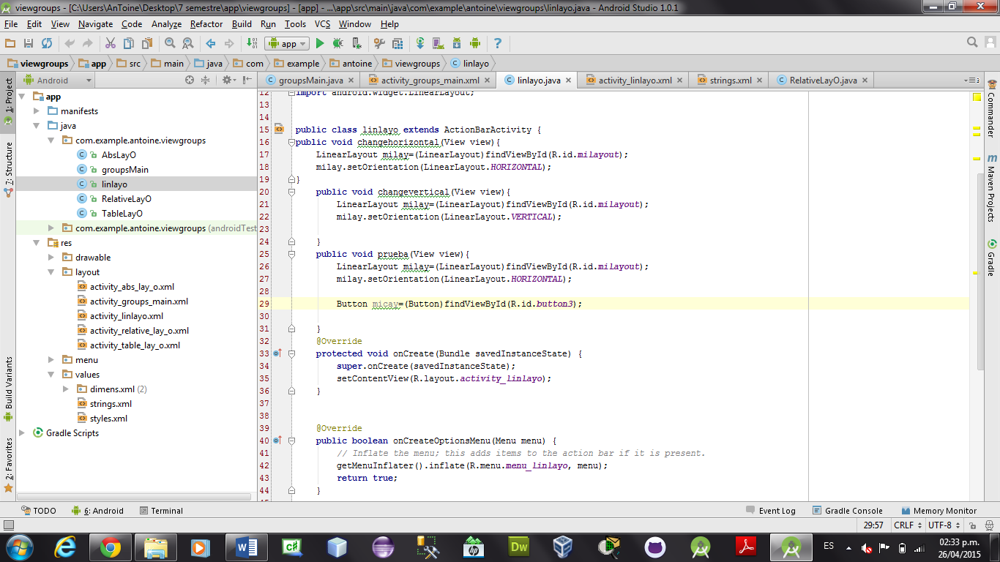 viewgroups - [C:\Users\AnToine\Desktop\7 semestre\app\viewgroups] - [app] - ...\app\src\main\java\com\example\antoine\viewgroups\linlayo.java - Android Studio 1.0.1
File Edit View Navigate Code Analyze Refactor Build Run Tools VCS Window Help
app
viewgroups app src main java com example antoine viewgroups linlayo
Android
groupsMain.java activity_groups_main.xml linlayo.java activity_linlayo.xml strings.xml RelativeLayO.java
1: Project
7: Structure
Build Variants
2: Favorites
app
manifests
java
com.example.antoine.viewgroups
AbsLayO
groupsMain
linlayo
RelativeLayO
TableLayO
com.example.antoine.viewgroups (androidTest
res
drawable
layout
activity_abs_lay_o.xml
activity_groups_main.xml
activity_linlayo.xml
activity_relative_lay_o.xml
activity_table_lay_o.xml
menu
values
dimens.xml (2)
strings.xml
styles.xml
Gradle Scripts
12 import android.widget.LinearLayout;
13
14
15 public class linlayo extends ActionBarActivity {
16 public void changehorizontal(View view){
17 LinearLayout milay=(LinearLayout)findViewById(R.id.milayout);
18 milay.setOrientation(LinearLayout.HORIZONTAL);
19 }
20 public void changevertical(View view){
21 LinearLayout milay=(LinearLayout)findViewById(R.id.milayout);
22 milay.setOrientation(LinearLayout.VERTICAL);
23
24 }
25 public void prueba(View view){
26 LinearLayout milay=(LinearLayout)findViewById(R.id.milayout);
27 milay.setOrientation(LinearLayout.HORIZONTAL);
28
29 Button micay=(Button)findViewById(R.id.button3);
30
31 }
32 @Override
33 protected void onCreate(Bundle savedInstanceState) {
34 super.onCreate(savedInstanceState);
35 setContentView(R.layout.activity_linlayo);
36 }
37
38
39 @Override
40 public boolean onCreateOptionsMenu(Menu menu) {
41 // Inflate the menu; this adds items to the action bar if it is present.
42 getMenuInflater().inflate(R.menu.menu_linlayo, menu);
43 return true;
44 }
Commander
m Maven Projects
Gradle
TODO 6: Android Terminal Event Log Gradle Console Memory Monitor
29:57 CRLF UTF-8
W C# hp Dw
ES 02:33 p.m.
26/04/2015